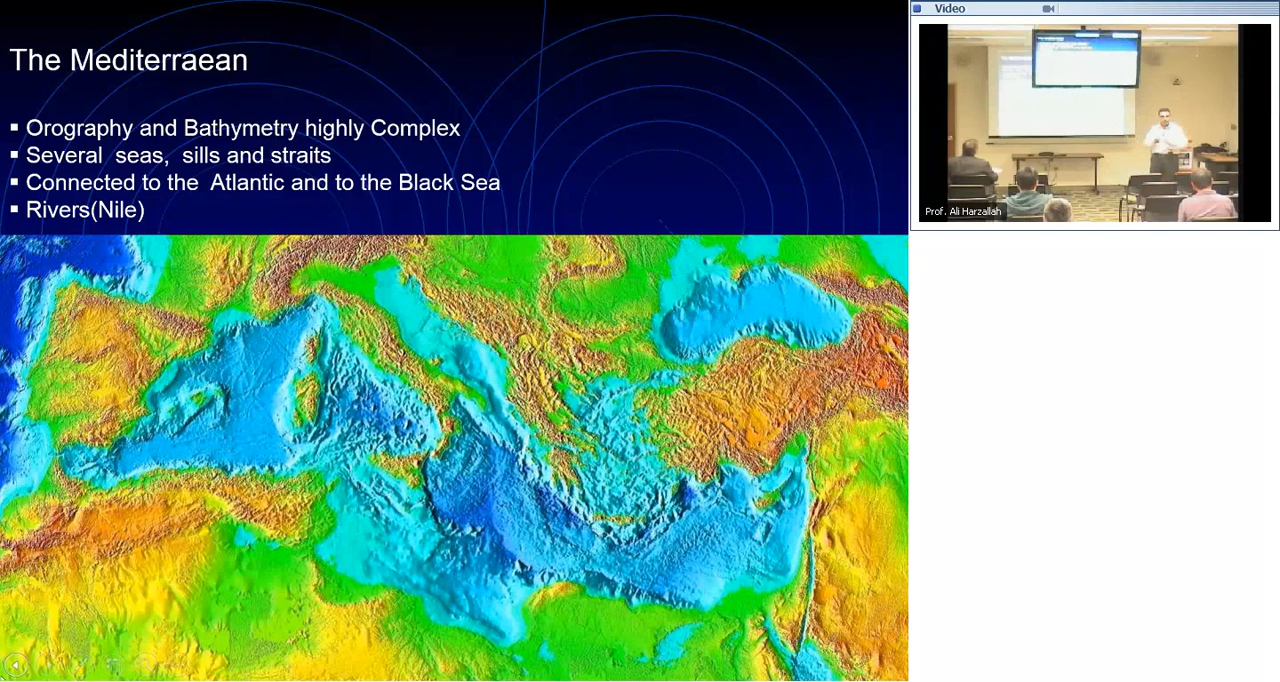 The Mediterraean
▪ Orography and Bathymetry highly Complex
▪ Several seas, sills and straits
▪ Connected to the Atlantic and to the Black Sea
▪ Rivers(Nile)
Video
Prof. Ali Harzallah